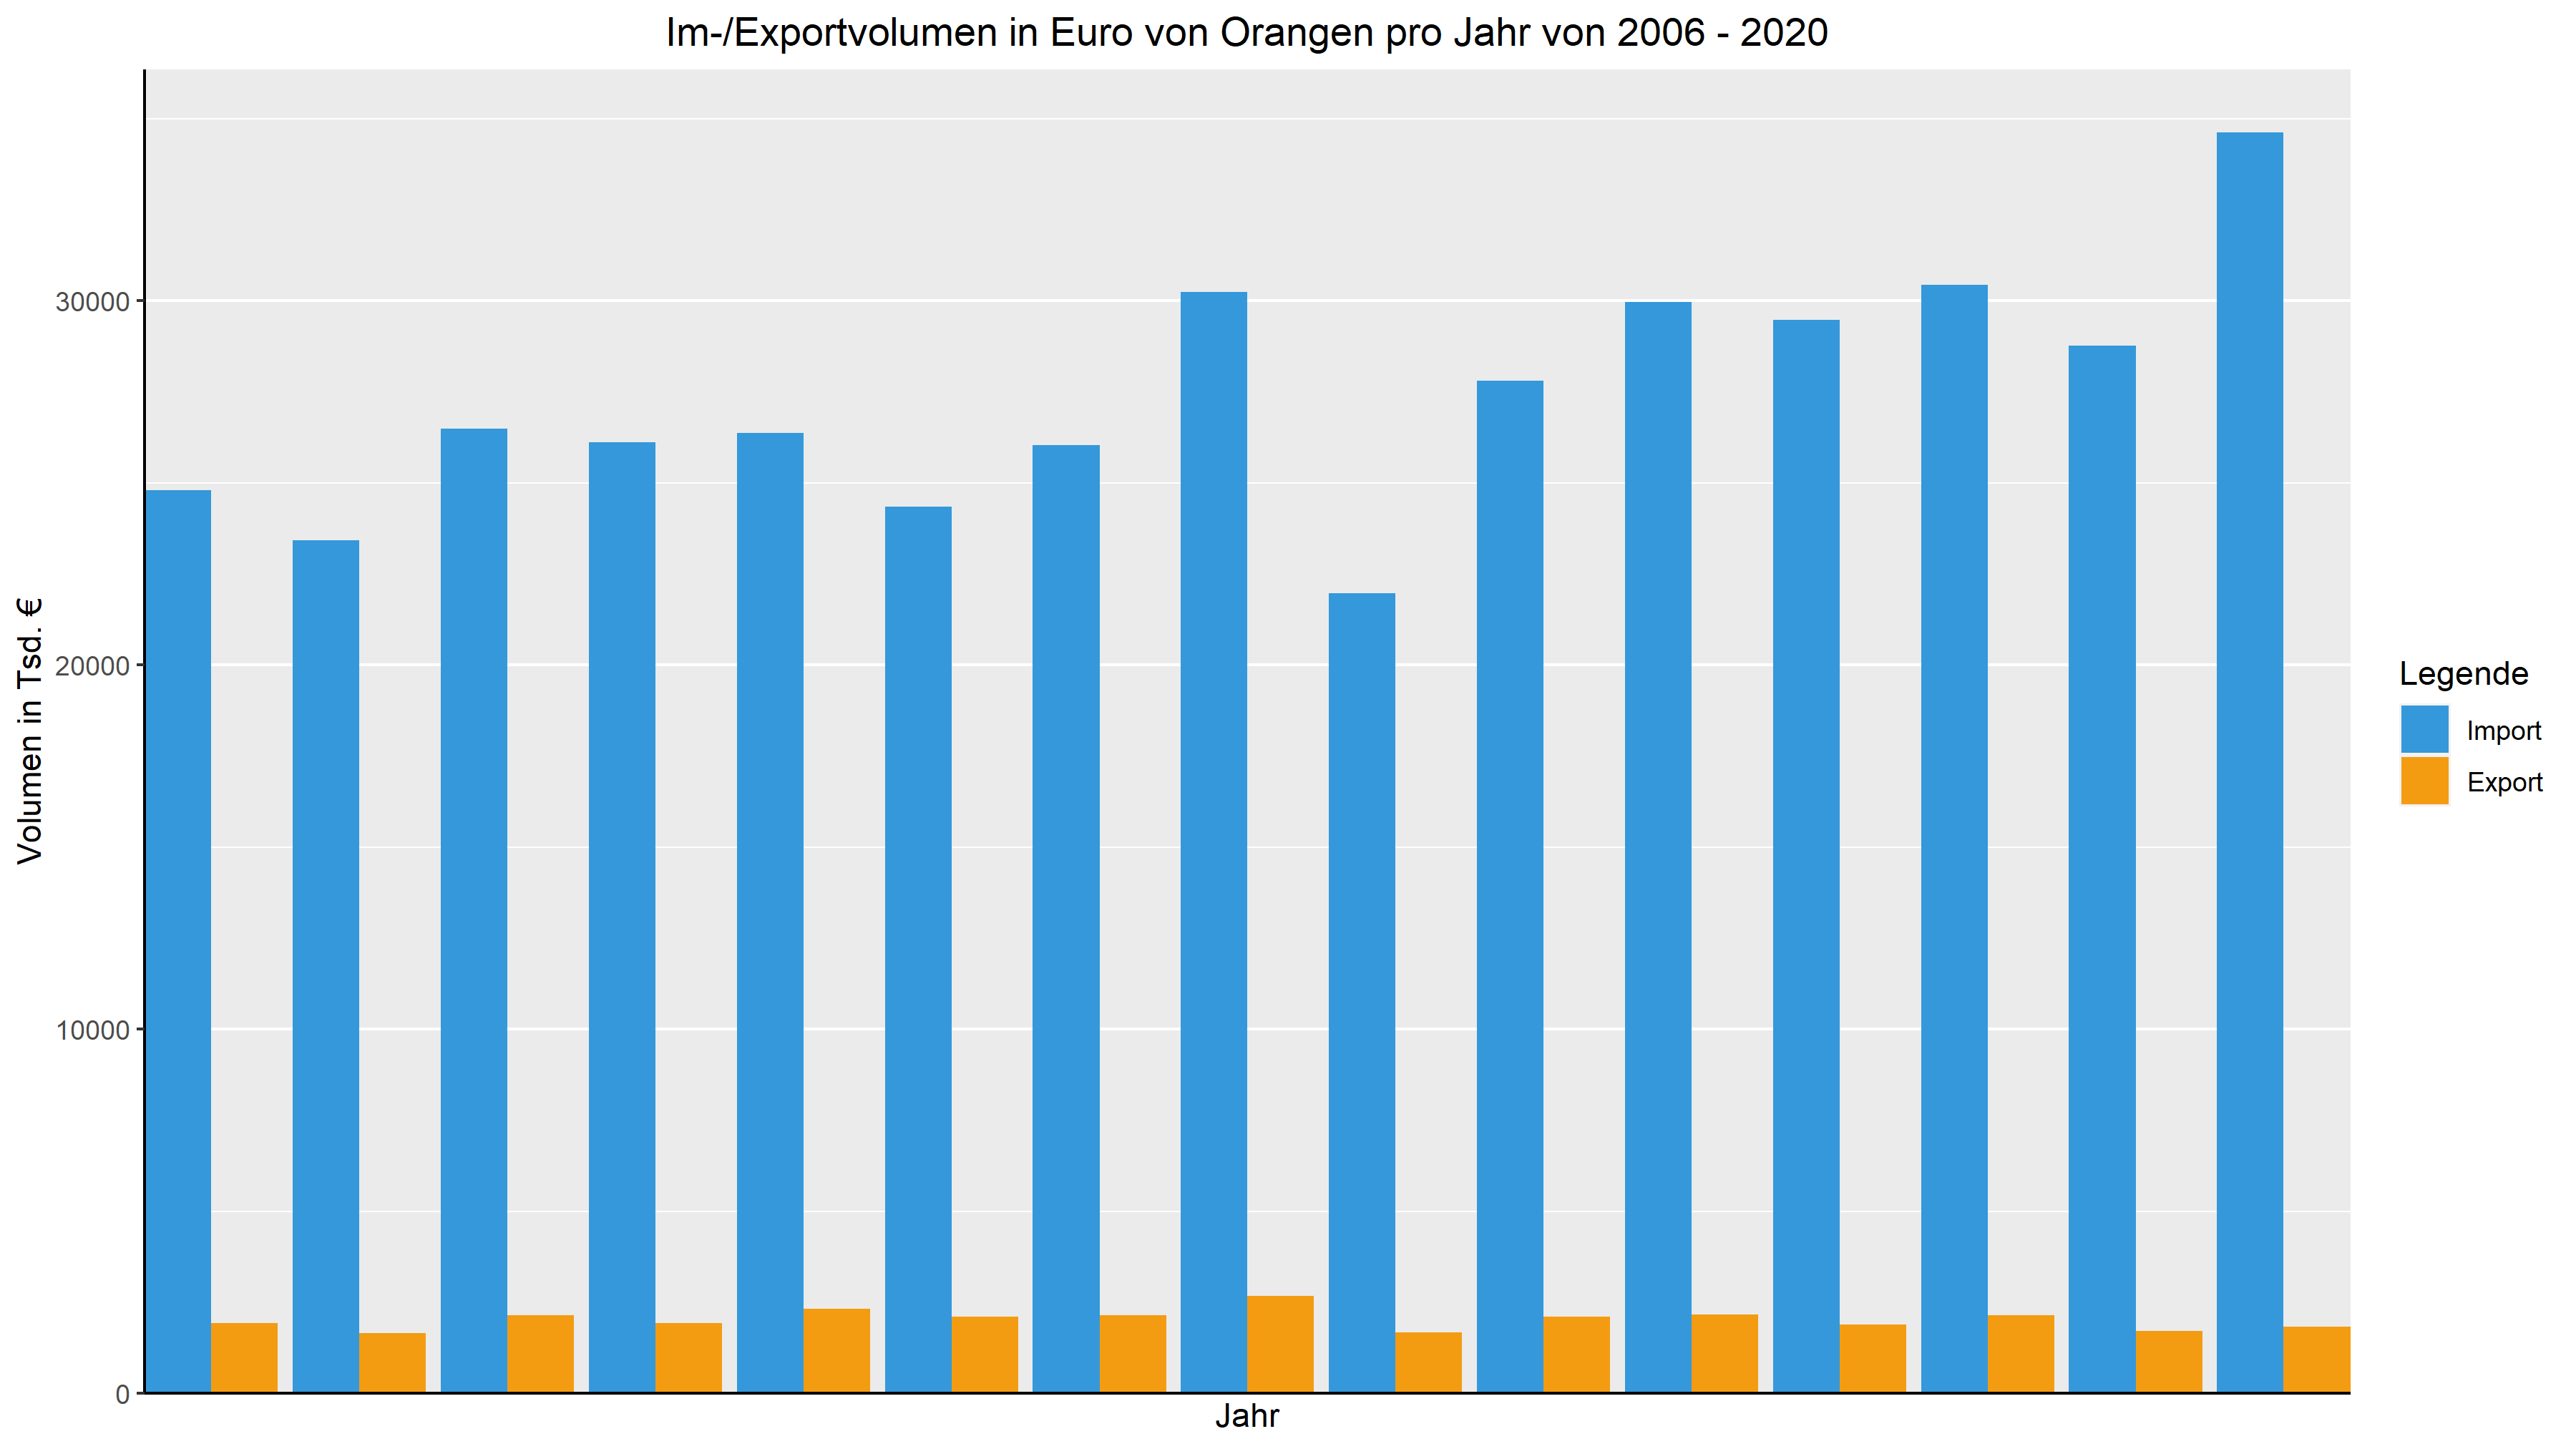 Im-/Exportvolumen in Euro von Orangen pro Jahr von 2006 - 2020
Volumen in Tsd. €
30000
20000
10000
0
Jahr
Legende
Import
Export